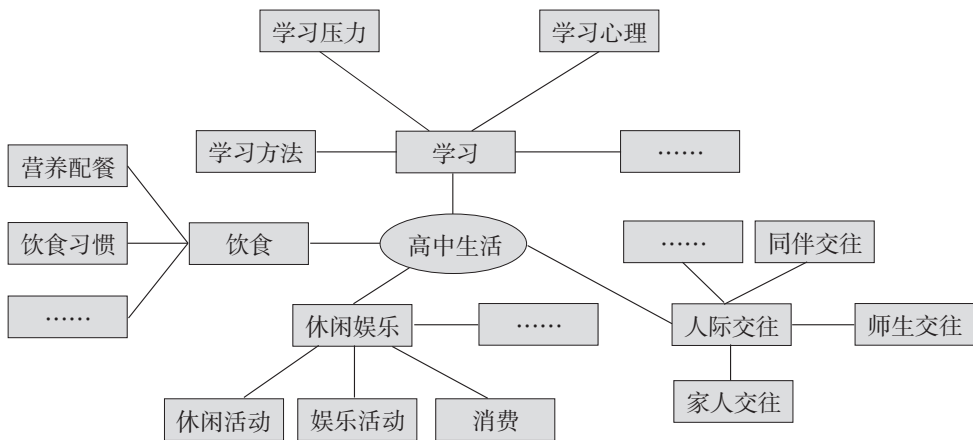 学习压力
学习心理
学习方法
学习
……
营养配餐
饮食习惯
……
饮食
高中生活
……
同伴交往
休闲娱乐
……
人际交往
师生交往
家人交往
休闲活动
娱乐活动
消费